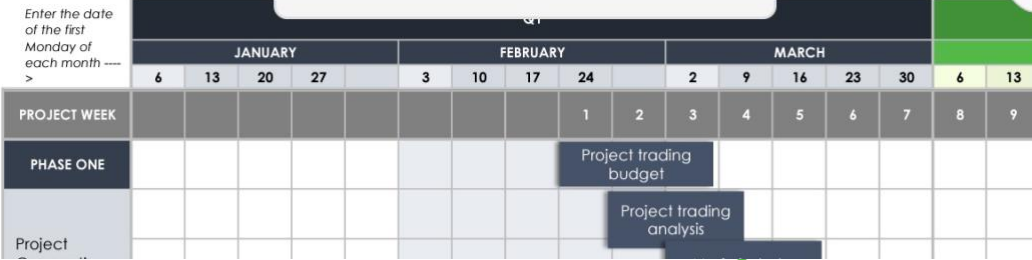 Enter the date
of the first
Monday of
each month ----
>
Q1
JANUARY FEBRUARY MARCH
6 13 20 27 3 10 17 24 2 9 16 23 30 6 13
PROJECT WEEK 1 2 3 4 5 6 7 8 9
PHASE ONE
Project trading
budget
Project trading
analysis
Project